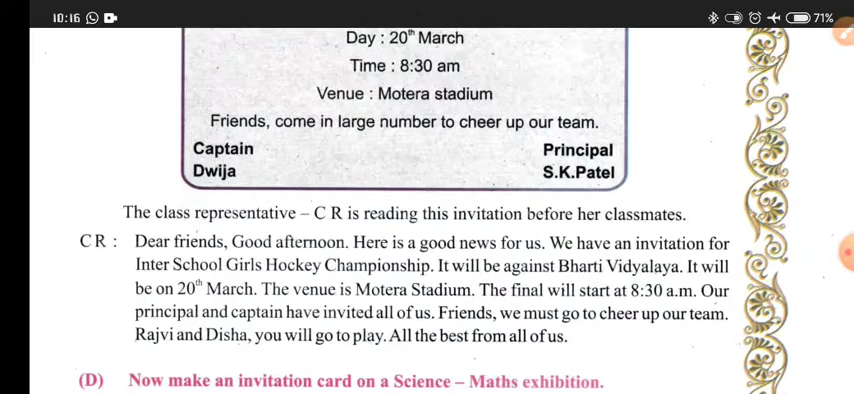 10:16
71%
Day : 20th March
Time : 8:30 am
Venue : Motera stadium
Friends, come in large number to cheer up our team.
Captain Principal
Dwija S.K.Patel
The class representative – C R is reading this invitation before her classmates.
C R : Dear friends, Good afternoon. Here is a good news for us. We have an invitation for
Inter School Girls Hockey Championship. It will be against Bharti Vidyalaya. It will
be on 20th March. The venue is Motera Stadium. The final will start at 8:30 a.m. Our
principal and captain have invited all of us. Friends, we must go to cheer up our team.
Rajvi and Disha, you will go to play. All the best from all of us.
(D) Now make an invitation card on a Science – Maths exhibition.